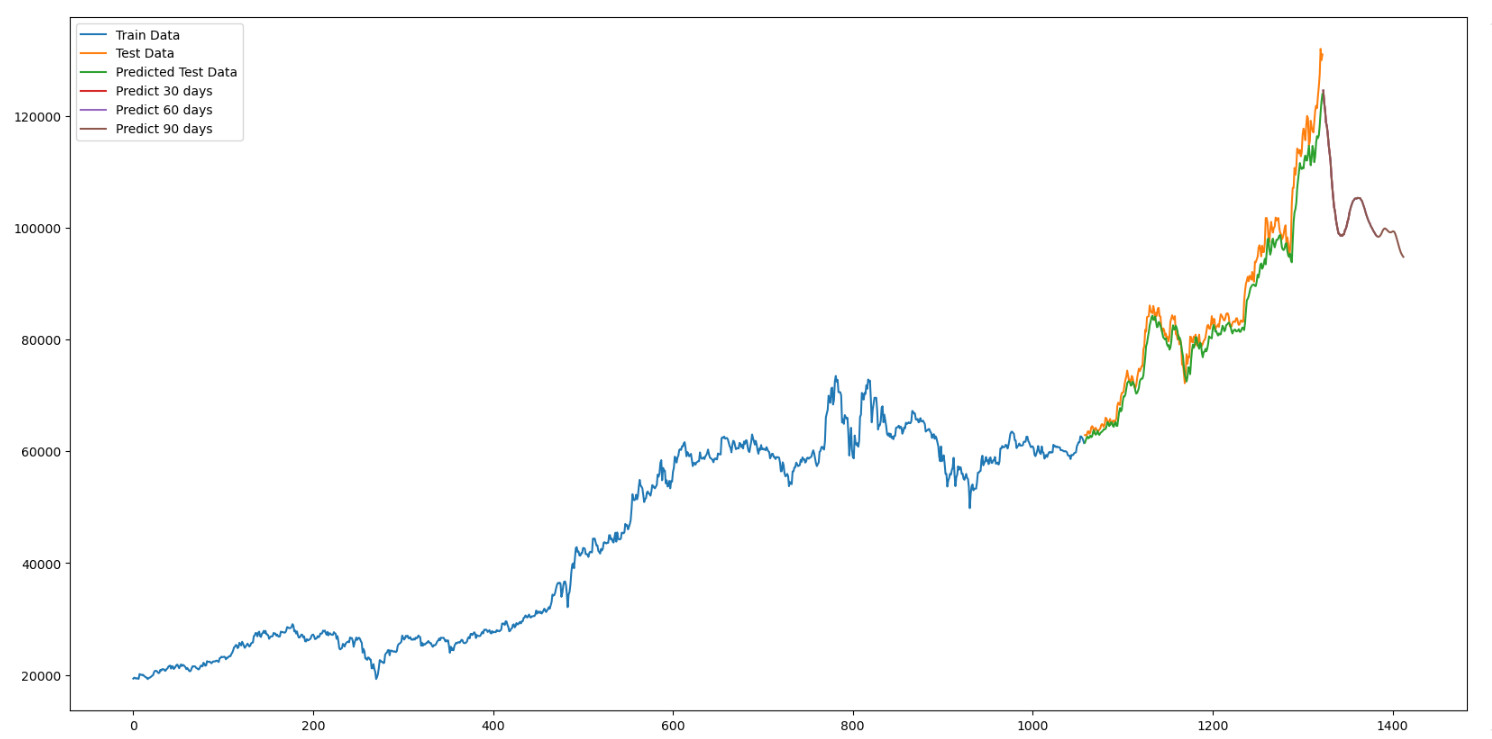 Train Data
Test Data
Predicted Test Data
Predict 30 days
Predict 60 days
Predict 90 days
120000
100000
80000
60000
40000
20000
0 200 400 600 800 1000 1200 1400